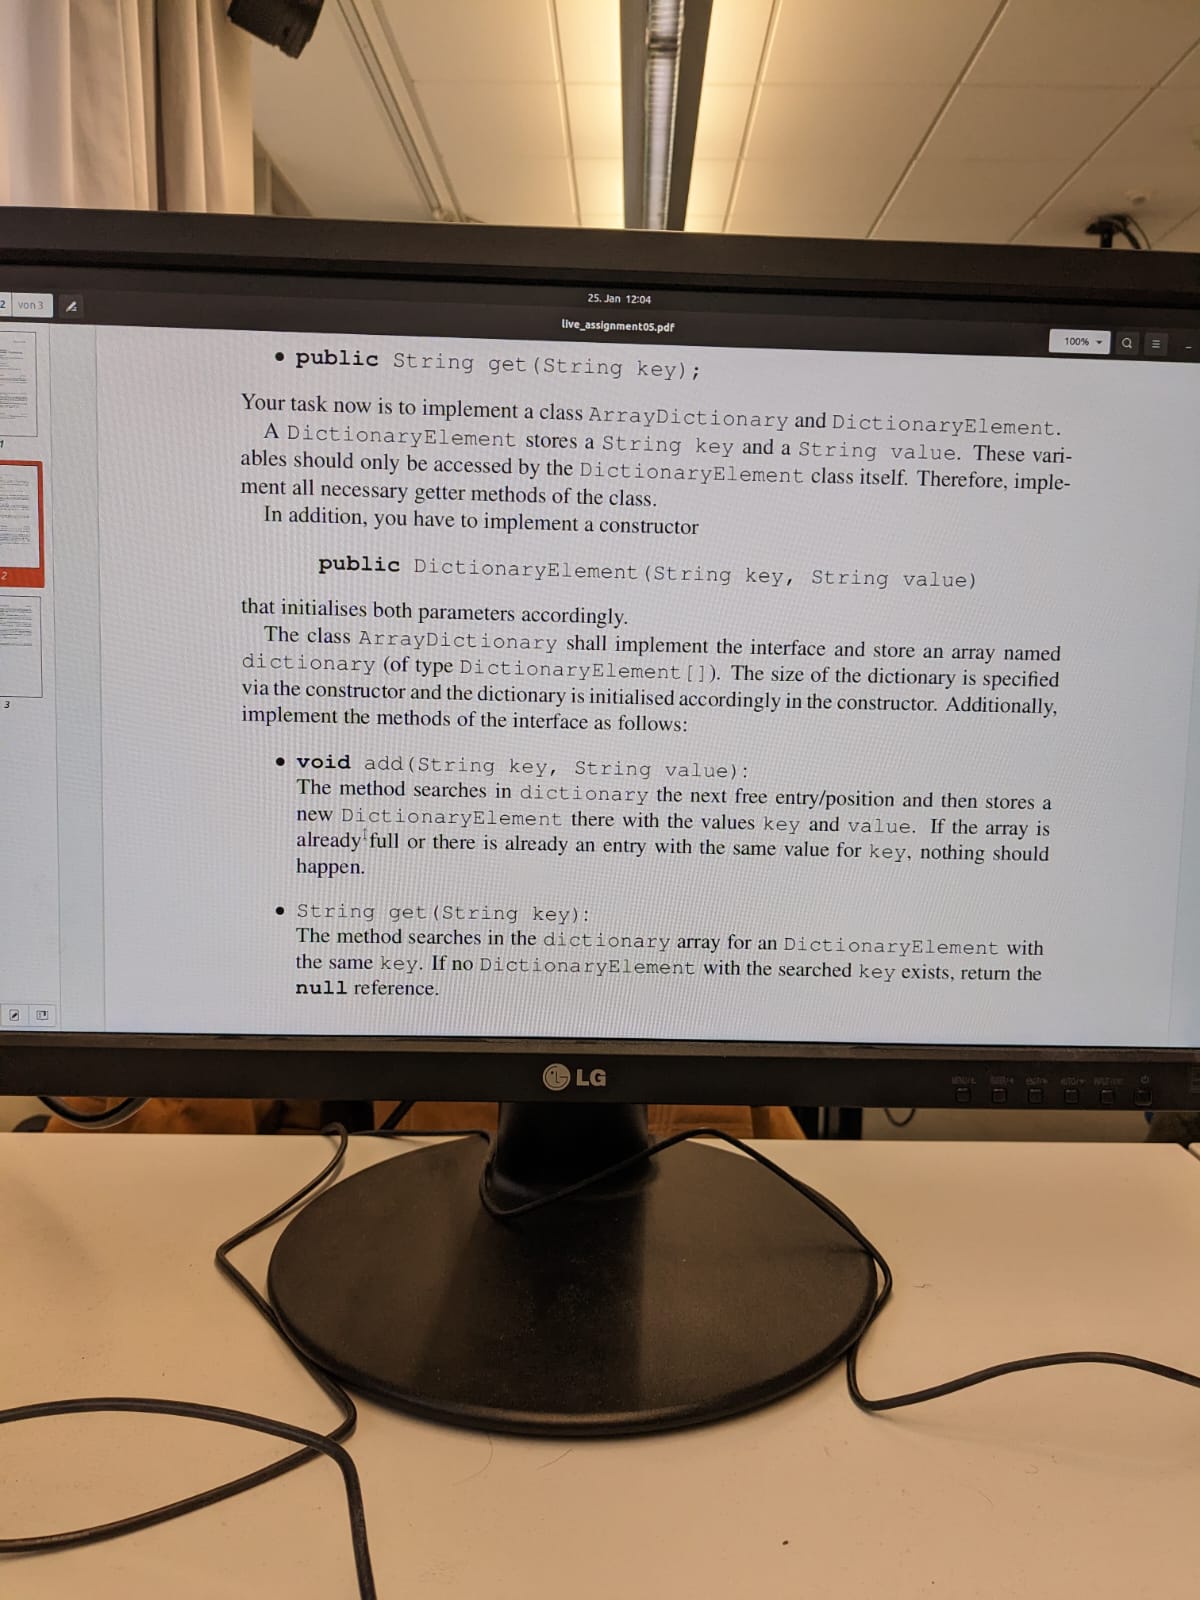 25. Jan 12:04
2 von 3
live_assignment05.pdf
100%
• public String get(String key);
Your task now is to implement a class ArrayDictionary and DictionaryElement.
A DictionaryElement stores a String key and a String value. These vari-
ables should only be accessed by the DictionaryElement class itself. Therefore, imple-
ment all necessary getter methods of the class.
In addition, you have to implement a constructor
public DictionaryElement(String key, String value)
that initialises both parameters accordingly.
The class ArrayDictionary shall implement the interface and store an array named
dictionary (of type DictionaryElement[]). The size of the dictionary is specified
via the constructor and the dictionary is initialised accordingly in the constructor. Additionally,
implement the methods of the interface as follows:
• void add(String key, String value):
The method searches in dictionary the next free entry/position and then stores a
new DictionaryElement there with the values key and value. If the array is
already full or there is already an entry with the same value for key, nothing should
happen.
• String get(String key):
The method searches in the dictionary array for an DictionaryElement with
the same key. If no DictionaryElement with the searched key exists, return the
null reference.
1
2
3
LG